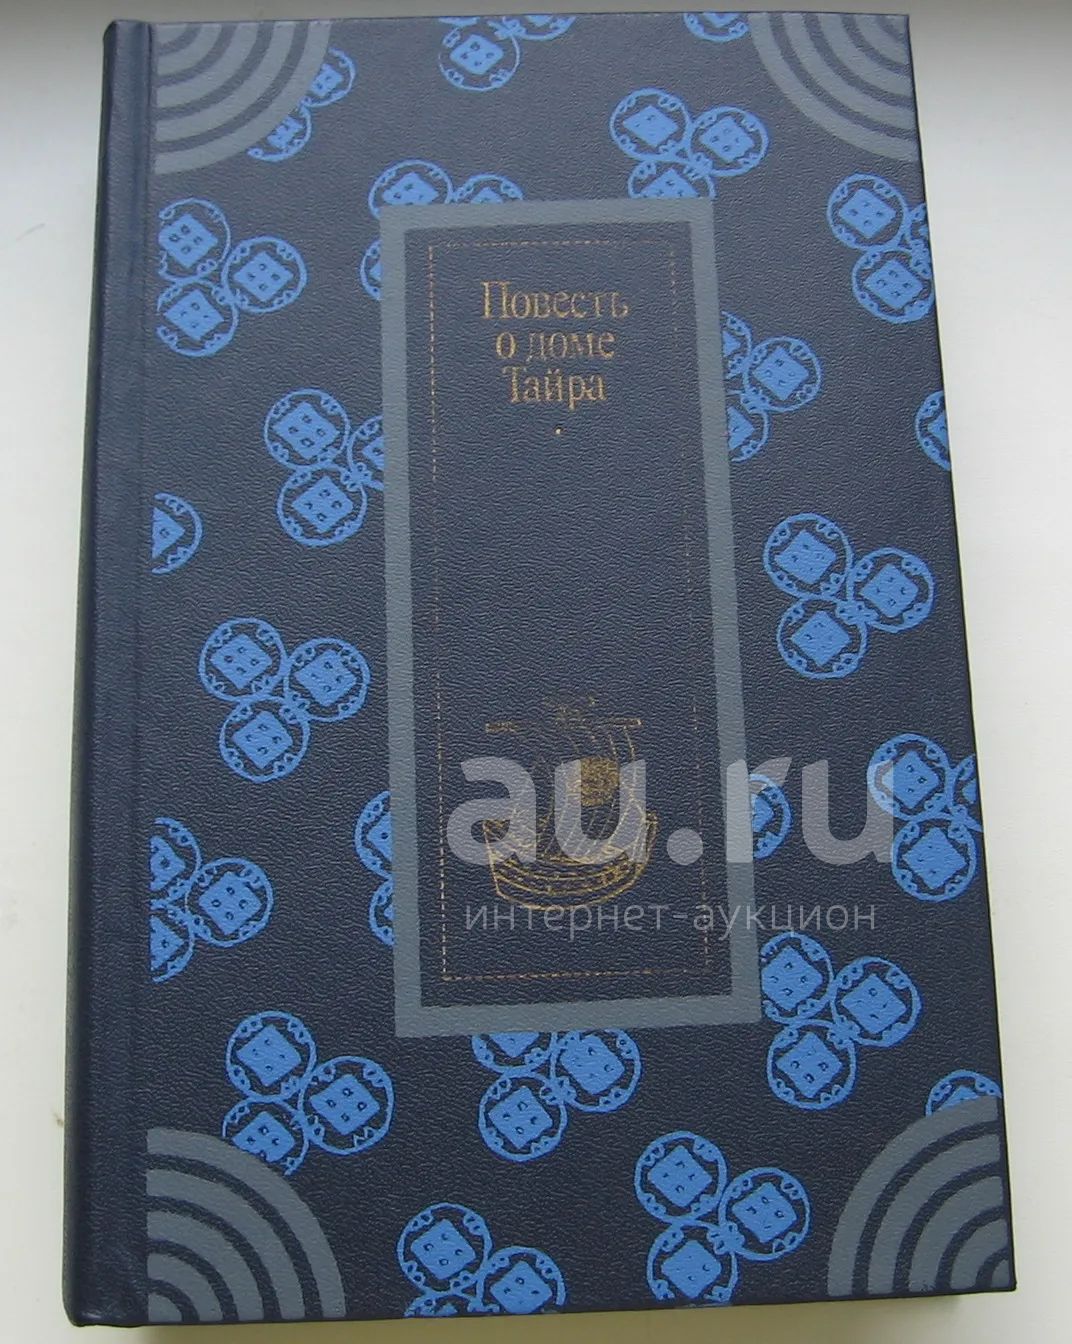 Повесть
о доме
Тайра
au.ru
интернет-аукцион